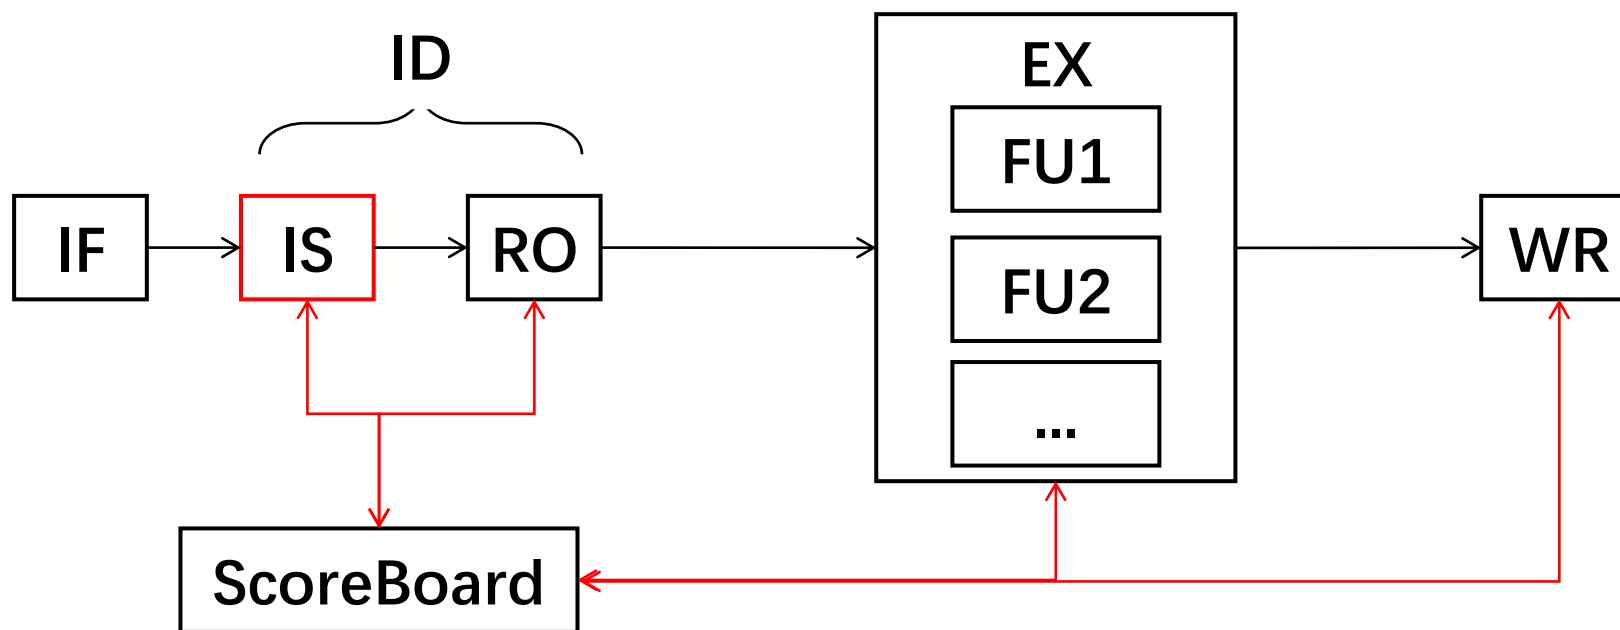 ID
EX
FU1
IF
IS
RO
WR
FU2
...
ScoreBoard